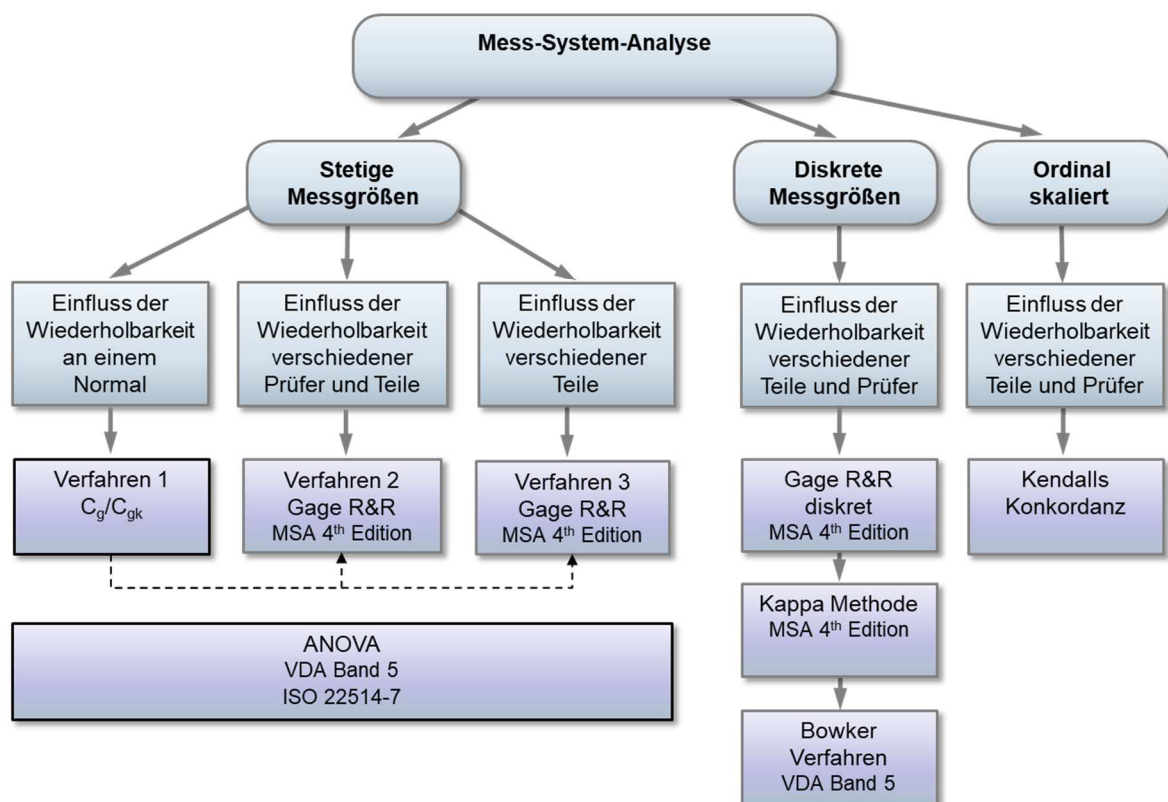 Mess-System-Analyse
Stetige
Messgrößen
Diskrete
Messgrößen
Ordinal
skaliert
Einfluss der
Wiederholbarkeit
an einem
Normal
Einfluss der
Wiederholbarkeit
verschiedener
Prüfer und Teile
Einfluss der
Wiederholbarkeit
verschiedener
Teile
Einfluss der
Wiederholbarkeit
verschiedener
Teile und Prüfer
Einfluss der
Wiederholbarkeit
verschiedener
Teile und Prüfer
Verfahren 1
Cg/Cgk
Verfahren 2
Gage R&R
MSA 4th Edition
Verfahren 3
Gage R&R
MSA 4th Edition
Gage R&R
diskret
MSA 4th Edition
Kendalls
Konkordanz
Kappa Methode
MSA 4th Edition
ANOVA
VDA Band 5
ISO 22514-7
Bowker
Verfahren
VDA Band 5